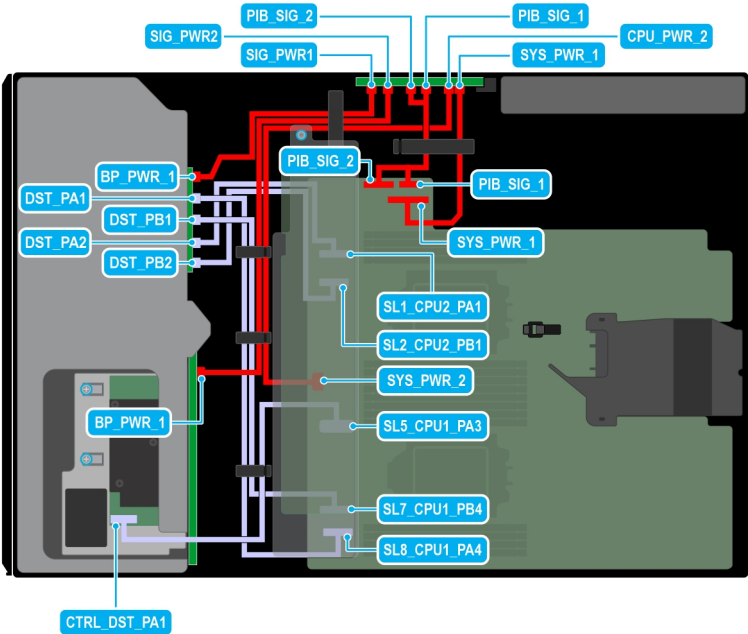 PIB_SIG_2
PIB_SIG_1
SIG_PWR2
CPU_PWR_2
SIG_PWR1
SYS_PWR_1
PIB_SIG_2
BP_PWR_1
PIB_SIG_1
DST_PA1
DST_PB1
DST_PA2
SYS_PWR_1
DST_PB2
SL1_CPU2_PA1
SL2_CPU2_PB1
SYS_PWR_2
BP_PWR_1
SL5_CPU1_PA3
SL7_CPU1_PB4
SL8_CPU1_PA4
CTRL_DST_PA1